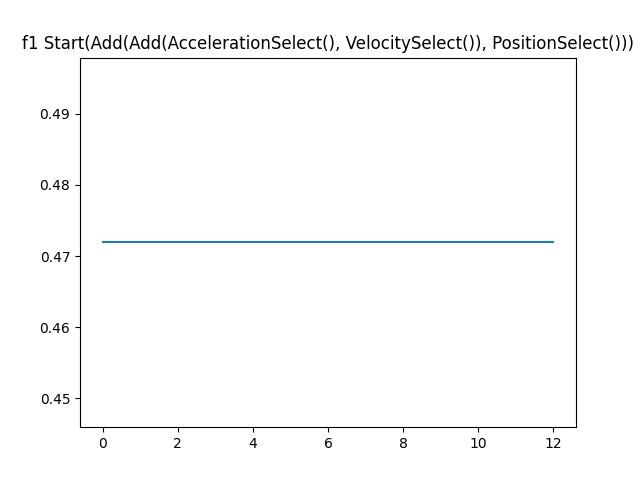 f1 Start(Add(Add(AccelerationSelect(), VelocitySelect()), PositionSelect()))
0.49
0.48
0.47
0.46
0.45
0 2 4 6 8 10 12